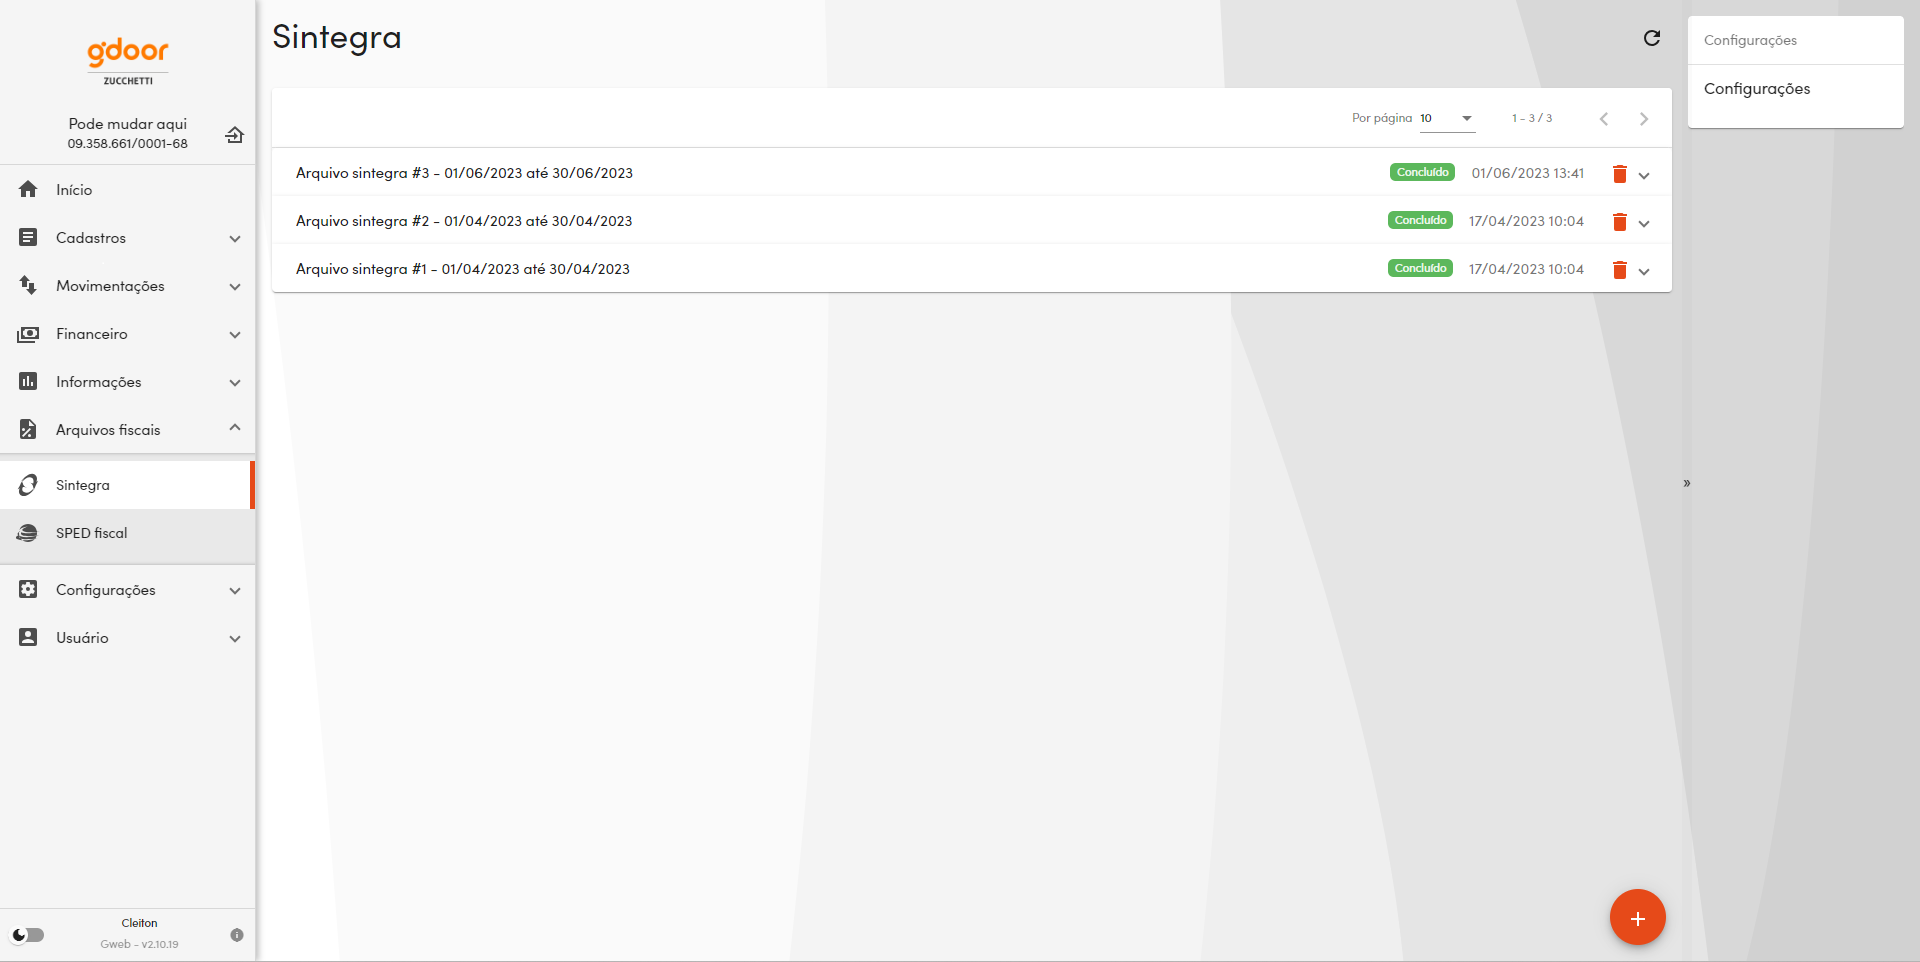 gdoor
ZUCCHETTI
Pode mudar aqui
09.358.661/0001-68
Início
Cadastros
Movimentações
Financeiro
Informações
Arquivos fiscais
Sintegra
SPED fiscal
Configurações
Usuário
Cleiton
Gweb - v2.10.19
Sintegra
Por página 10 1 - 3 / 3
Arquivo sintegra #3 - 01/06/2023 até 30/06/2023 Concluído 01/06/2023 13:41
Arquivo sintegra #2 - 01/04/2023 até 30/04/2023 Concluído 17/04/2023 10:04
Arquivo sintegra #1 - 01/04/2023 até 30/04/2023 Concluído 17/04/2023 10:04
»
+
Configurações
Configurações